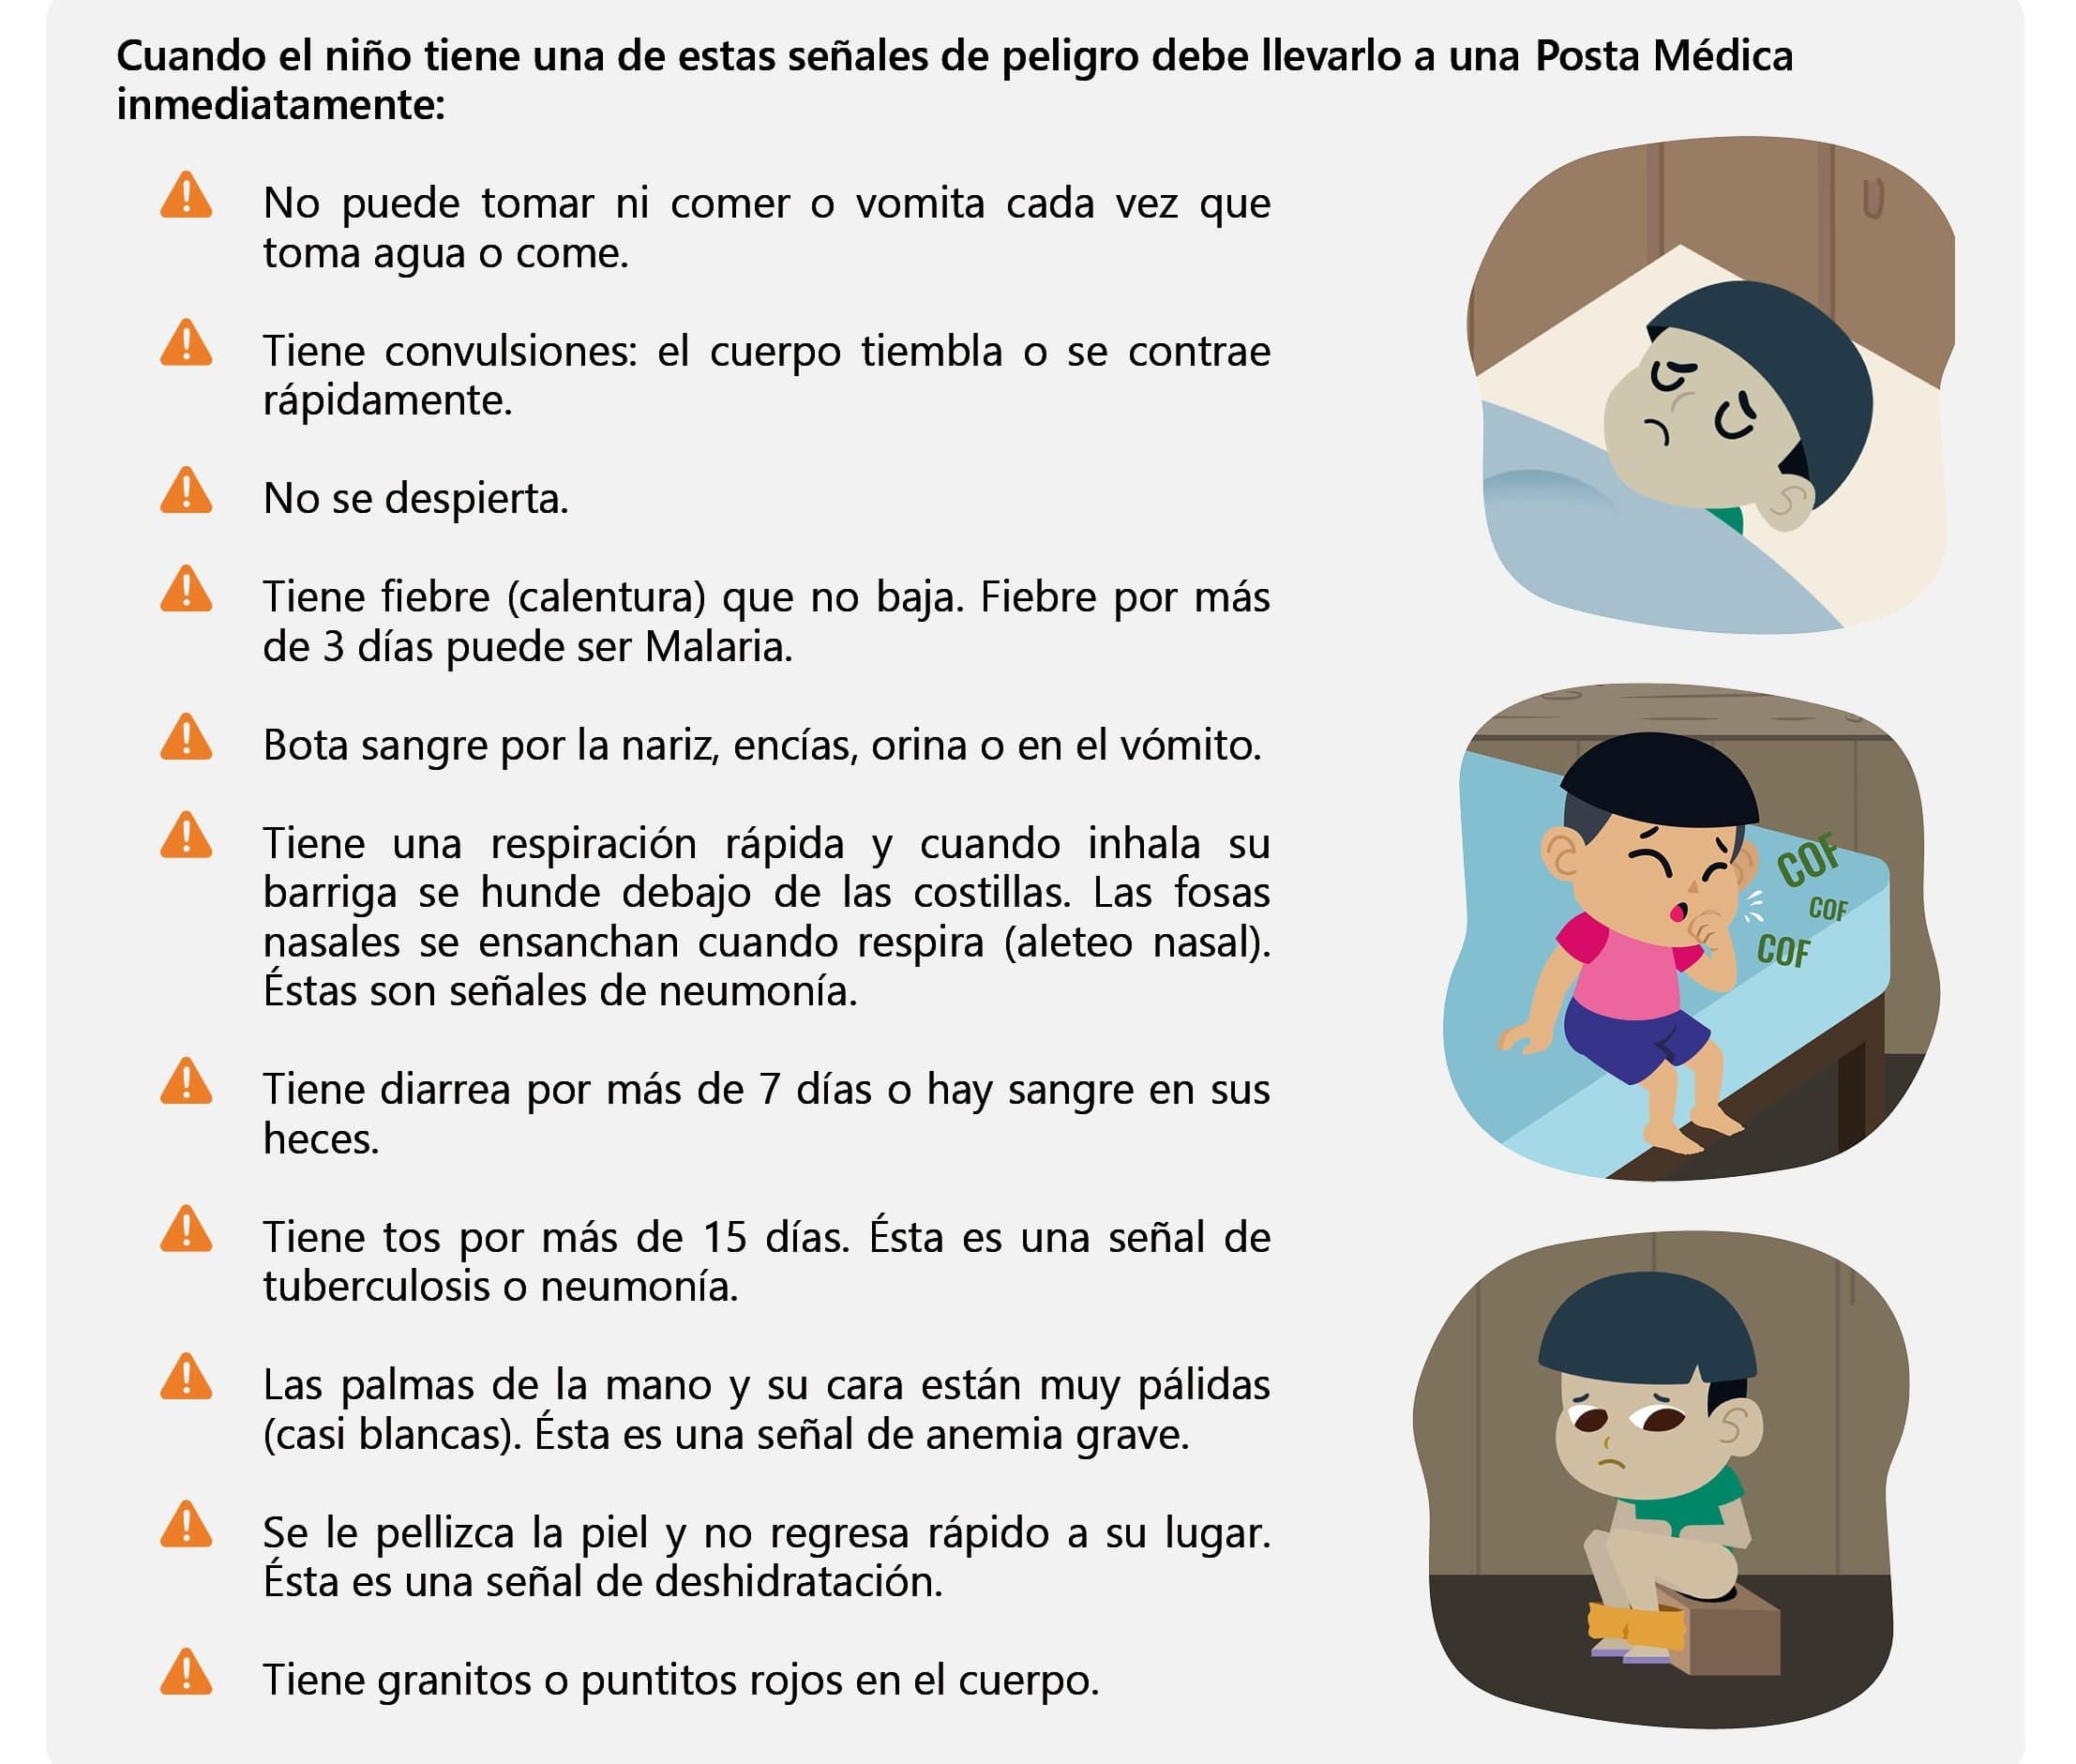 Cuando el niño tiene una de estas señales de peligro debe llevarlo a una Posta Médica
inmediatamente:
No puede tomar ni comer o vomita cada vez que
toma agua o come.
Tiene convulsiones: el cuerpo tiembla o se contrae
rápidamente.
No se despierta.
Tiene fiebre (calentura) que no baja. Fiebre por más
de 3 días puede ser Malaria.
Bota sangre por la nariz, encías, orina o en el vómito.
Tiene una respiración rápida y cuando inhala su
barriga se hunde debajo de las costillas. Las fosas
nasales se ensanchan cuando respira (aleteo nasal).
Éstas son señales de neumonía.
Tiene diarrea por más de 7 días o hay sangre en sus
heces.
Tiene tos por más de 15 días. Ésta es una señal de
tuberculosis o neumonía.
Las palmas de la mano y su cara están muy pálidas
(casi blancas). Ésta es una señal de anemia grave.
Se le pellizca la piel y no regresa rápido a su lugar.
Ésta es una señal de deshidratación.
Tiene granitos o puntitos rojos en el cuerpo.
COF
COF
COF